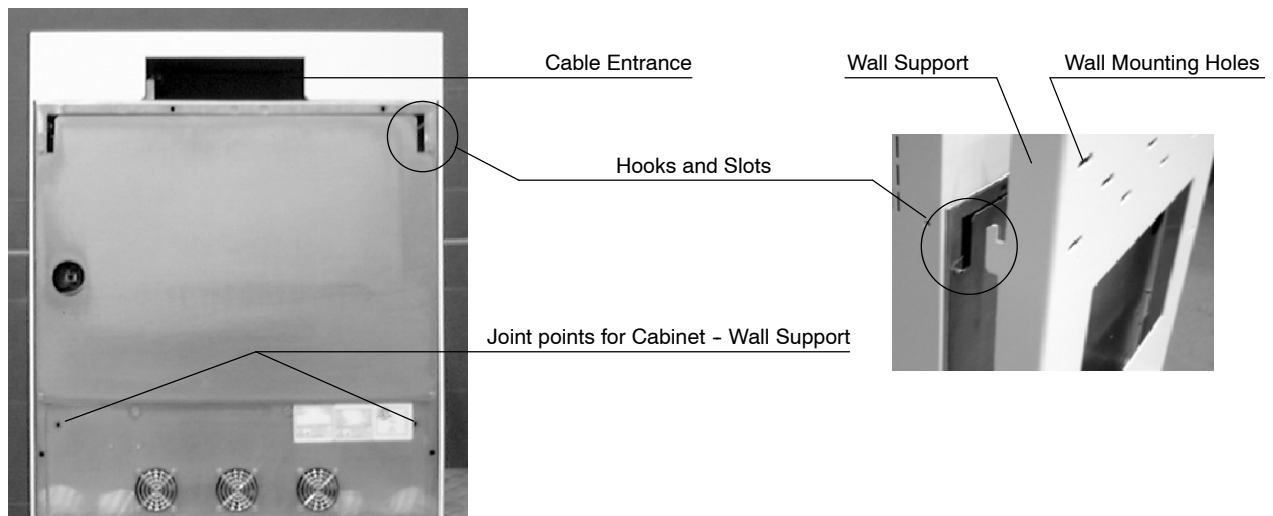 Cable Entrance
Wall Support
Wall Mounting Holes
Hooks and Slots
Joint points for Cabinet - Wall Support